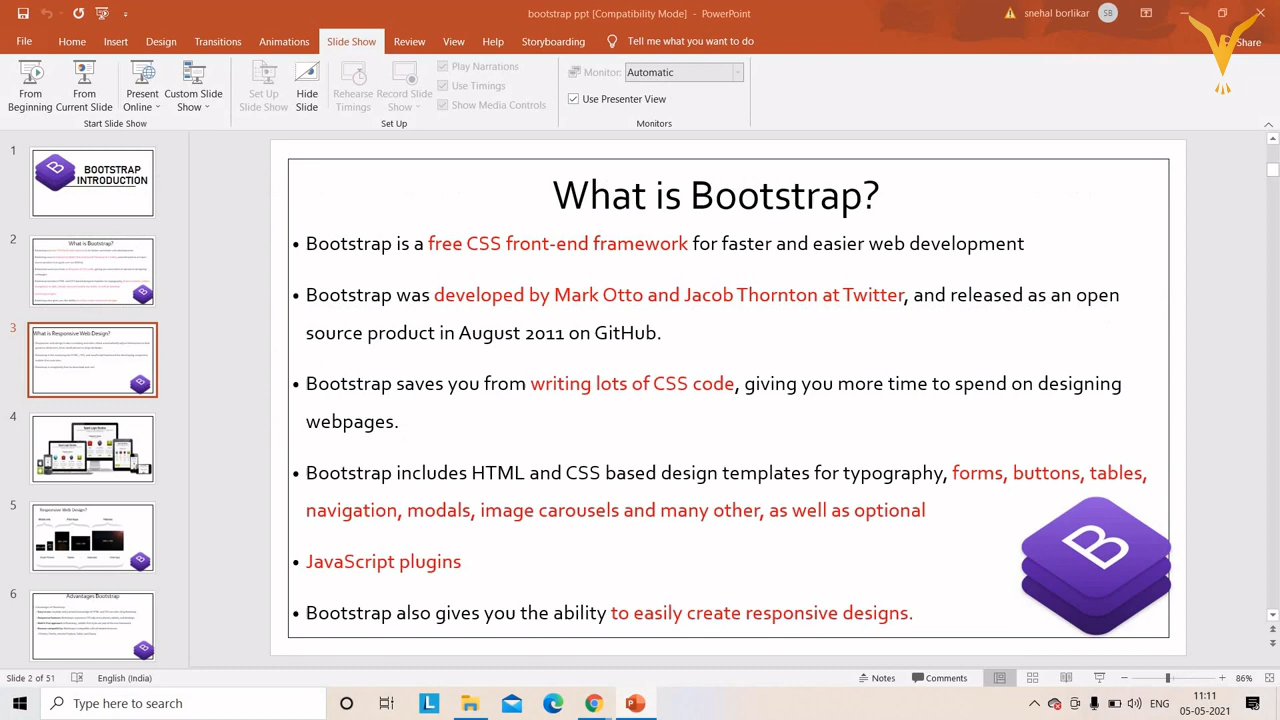 bootstrap ppt [Compatibility Mode] - PowerPoint
snehal borlikar
SB
File
Home
Insert
Design
Transitions
Animations
Slide Show
Review
View
Help
Storyboarding
Tell me what you want to do
Share
From Beginning
From Current Slide
Present Online
Custom Slide Show
Set Up Slide Show
Hide Slide
Rehearse Timings
Record Slide Show
Play Narrations
Use Timings
Show Media Controls
Monitor: Automatic
Use Presenter View
Start Slide Show
Set Up
Monitors
1
BOOTSTRAP
INTRODUCTION
2
What is Bootstrap?
3
What is Responsive Web Design?
4
5
Responsive Web Design?
6
Advantages Bootstrap
What is Bootstrap?
• Bootstrap is a free CSS front-end framework for faster and easier web development
• Bootstrap was developed by Mark Otto and Jacob Thornton at Twitter, and released as an open
source product in August 2011 on GitHub.
• Bootstrap saves you from writing lots of CSS code, giving you more time to spend on designing
webpages.
• Bootstrap includes HTML and CSS based design templates for typography, forms, buttons, tables,
navigation, modals, image carousels and many other, as well as optional
• JavaScript plugins
• Bootstrap also gives you the ability to easily create responsive designs.
B
Slide 2 of 51
English (India)
Notes
Comments
86%
Type here to search
L
ENG
11:11
05-05-2021